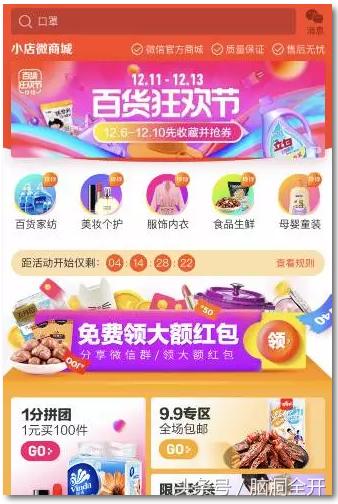 口罩
消息
小店微商城
微信官方商城 质量保证 售后无忧
百货
狂欢节
12.11 - 12.13
百货狂欢节
12.6-12.10先收藏并抢券
百货家纺 美妆个护 服饰内衣 食品生鲜 母婴童装
距活动开始仅剩: 04 : 14 : 28 : 22 查看规则
免费领大额红包
分享微信群/领大额红包
领
1分拼团
1元买100件
GO
Vinda
9.9专区
全场包邮
GO
限
头条号 / 脑洞全开